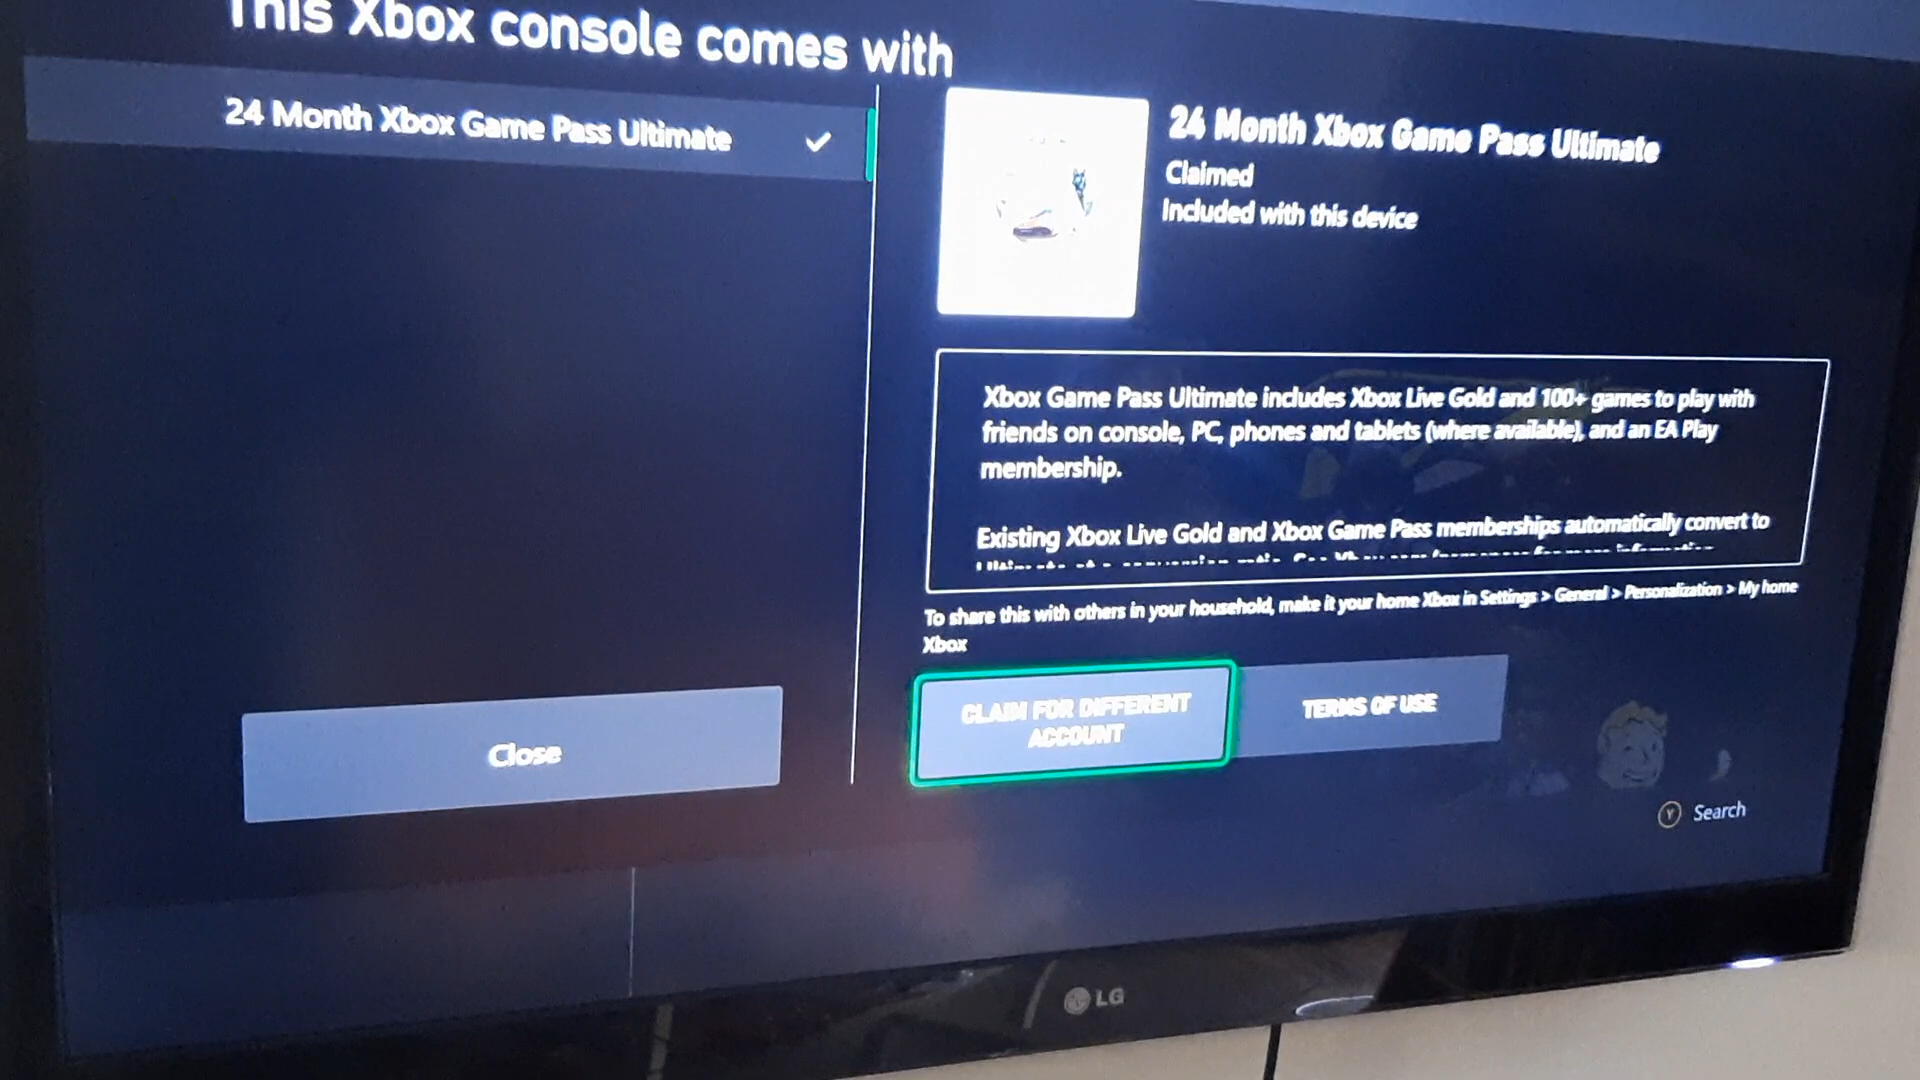 This Xbox console comes with
24 Month Xbox Game Pass Ultimate
24 Month Xbox Game Pass Ultimate
Claimed
Included with this device
Xbox Game Pass Ultimate includes Xbox Live Gold and 100+ games to play with
friends on console, PC, phones and tablets (where available), and an EA Play
membership.
Existing Xbox Live Gold and Xbox Game Pass memberships automatically convert to
To share this with others in your household, make it your home Xbox in Settings > General > Personalization > My home
Xbox
CLAIM FOR DIFFERENT
ACCOUNT
TERMS OF USE
Close
Y Search
LG